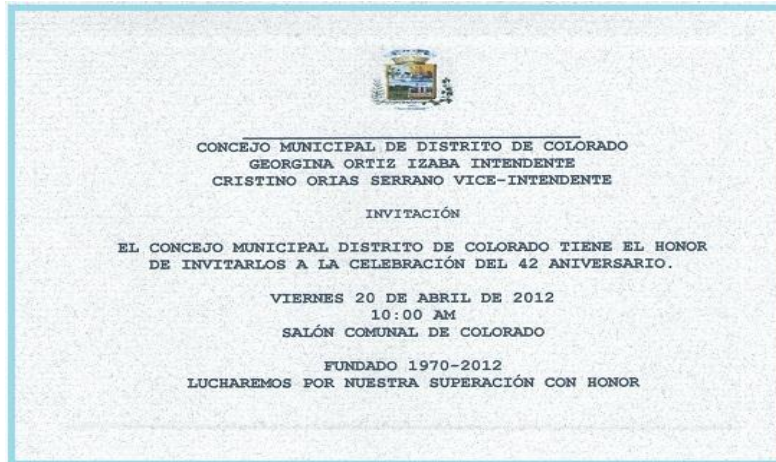 CONCEJO MUNICIPAL DE DISTRITO DE COLORADO
GEORGINA ORTIZ IZABA INTENDENTE
CRISTINO ORIAS SERRANO VICE-INTENDENTE
INVITACIÓN
EL CONCEJO MUNICIPAL DISTRITO DE COLORADO TIENE EL HONOR
DE INVITARLOS A LA CELEBRACIÓN DEL 42 ANIVERSARIO.
VIERNES 20 DE ABRIL DE 2012
10:00 AM
SALÓN COMUNAL DE COLORADO
FUNDADO 1970-2012
LUCHAREMOS POR NUESTRA SUPERACIÓN CON HONOR